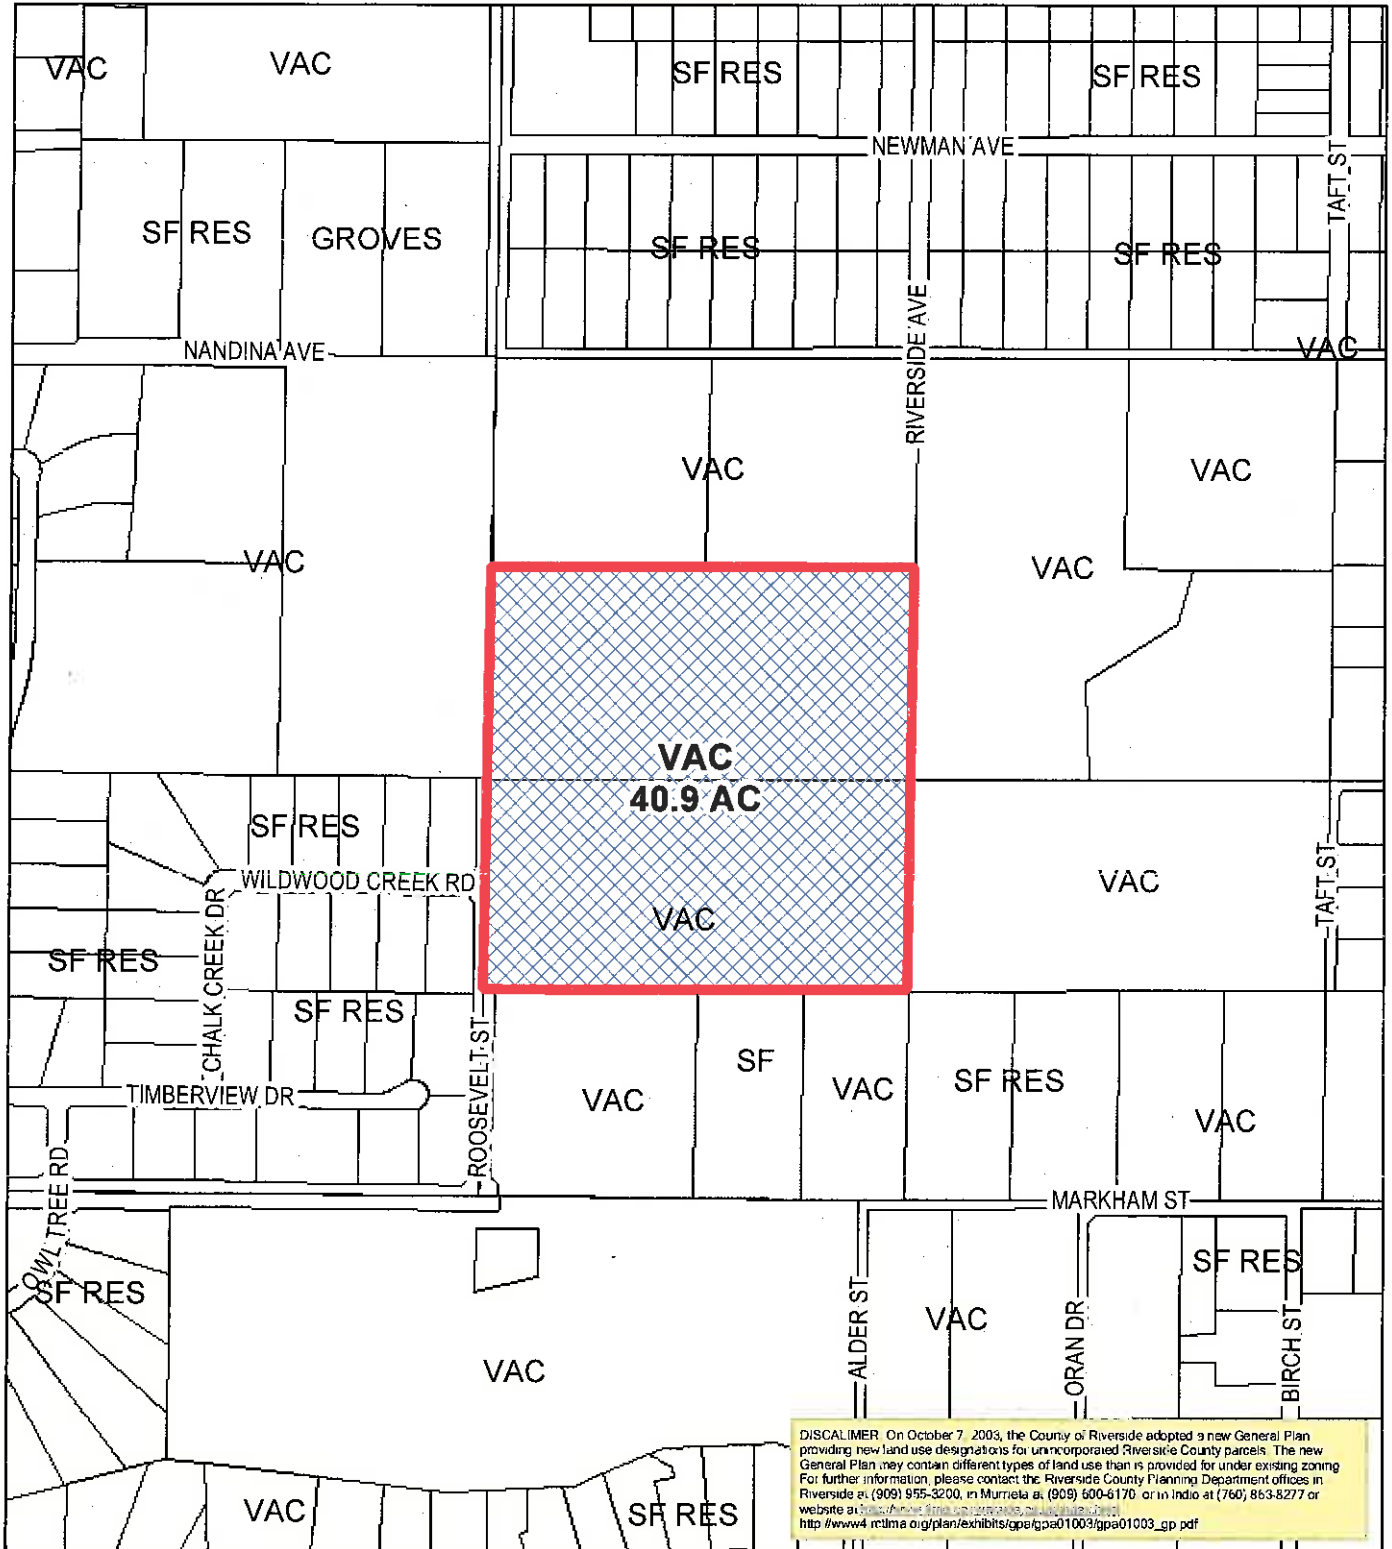 VAC
VAC
SF RES
SF RES
NEWMAN AVE
TAFT ST
SF RES
GROVES
SF RES
SF RES
RIVERSIDE AVE
NANDINA AVE
VAC
VAC
VAC
VAC
VAC
VAC
40.9 AC
SF RES
WILDWOOD CREEK RD
VAC
TAFT ST
VAC
CHALK CREEK DR
SF RES
SF RES
ROOSEVELT ST
SF
VAC
VAC
SF RES
TIMBERVIEW DR
VAC
OWL TREE RD
MARKHAM ST
SF RES
SF RES
ALDER ST
VAC
ORAN DR
BIRCH ST
VAC
VAC
SF RES
DISCALIMER: On October 7, 2003, the County of Riverside adopted a new General Plan
providing new land use designations for unincorporated Riverside County parcels. The new
General Plan may contain different types of land use than is provided for under existing zoning
For further information, please contact the Riverside County Planning Department offices in
Riverside at (909) 955-3200, in Murrieta at (909) 600-6170 or in Indio at (760) 863-8277 or
website at
http://www4.rctlma.org/plan/exhibits/gpa/gpa01003/gpa01003_gp.pdf